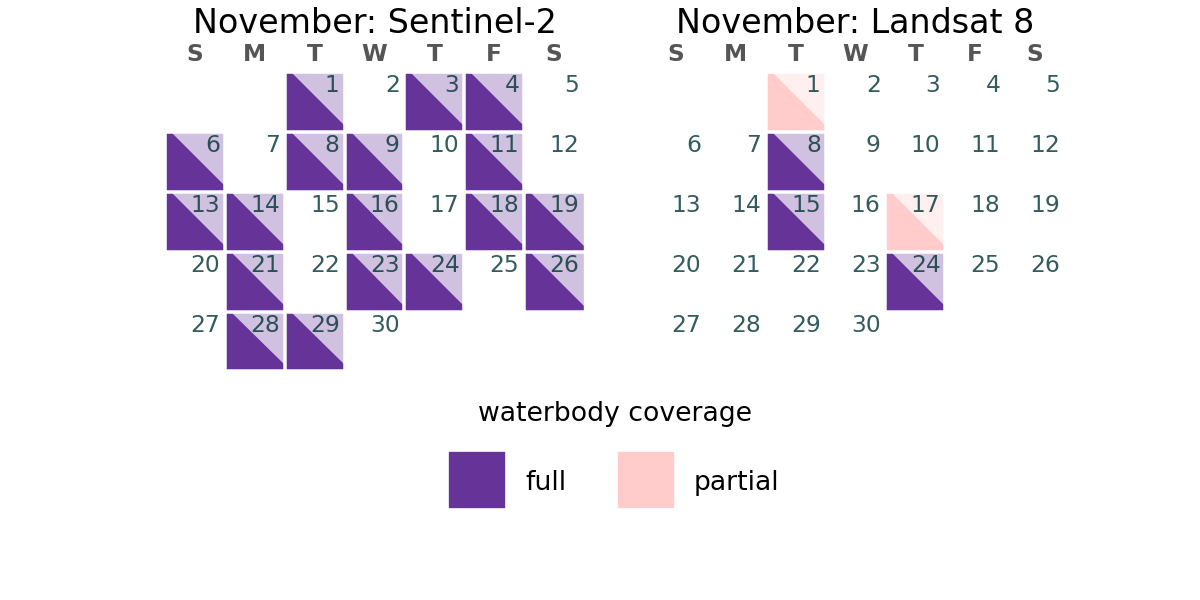 November: Sentinel-2
S M T W T F S
1 2 3 4 5
6 7 8 9 10 11 12
13 14 15 16 17 18 19
20 21 22 23 24 25 26
27 28 29 30
November: Landsat 8
S M T W T F S
1 2 3 4 5
6 7 8 9 10 11 12
13 14 15 16 17 18 19
20 21 22 23 24 25 26
27 28 29 30
waterbody coverage
full
partial